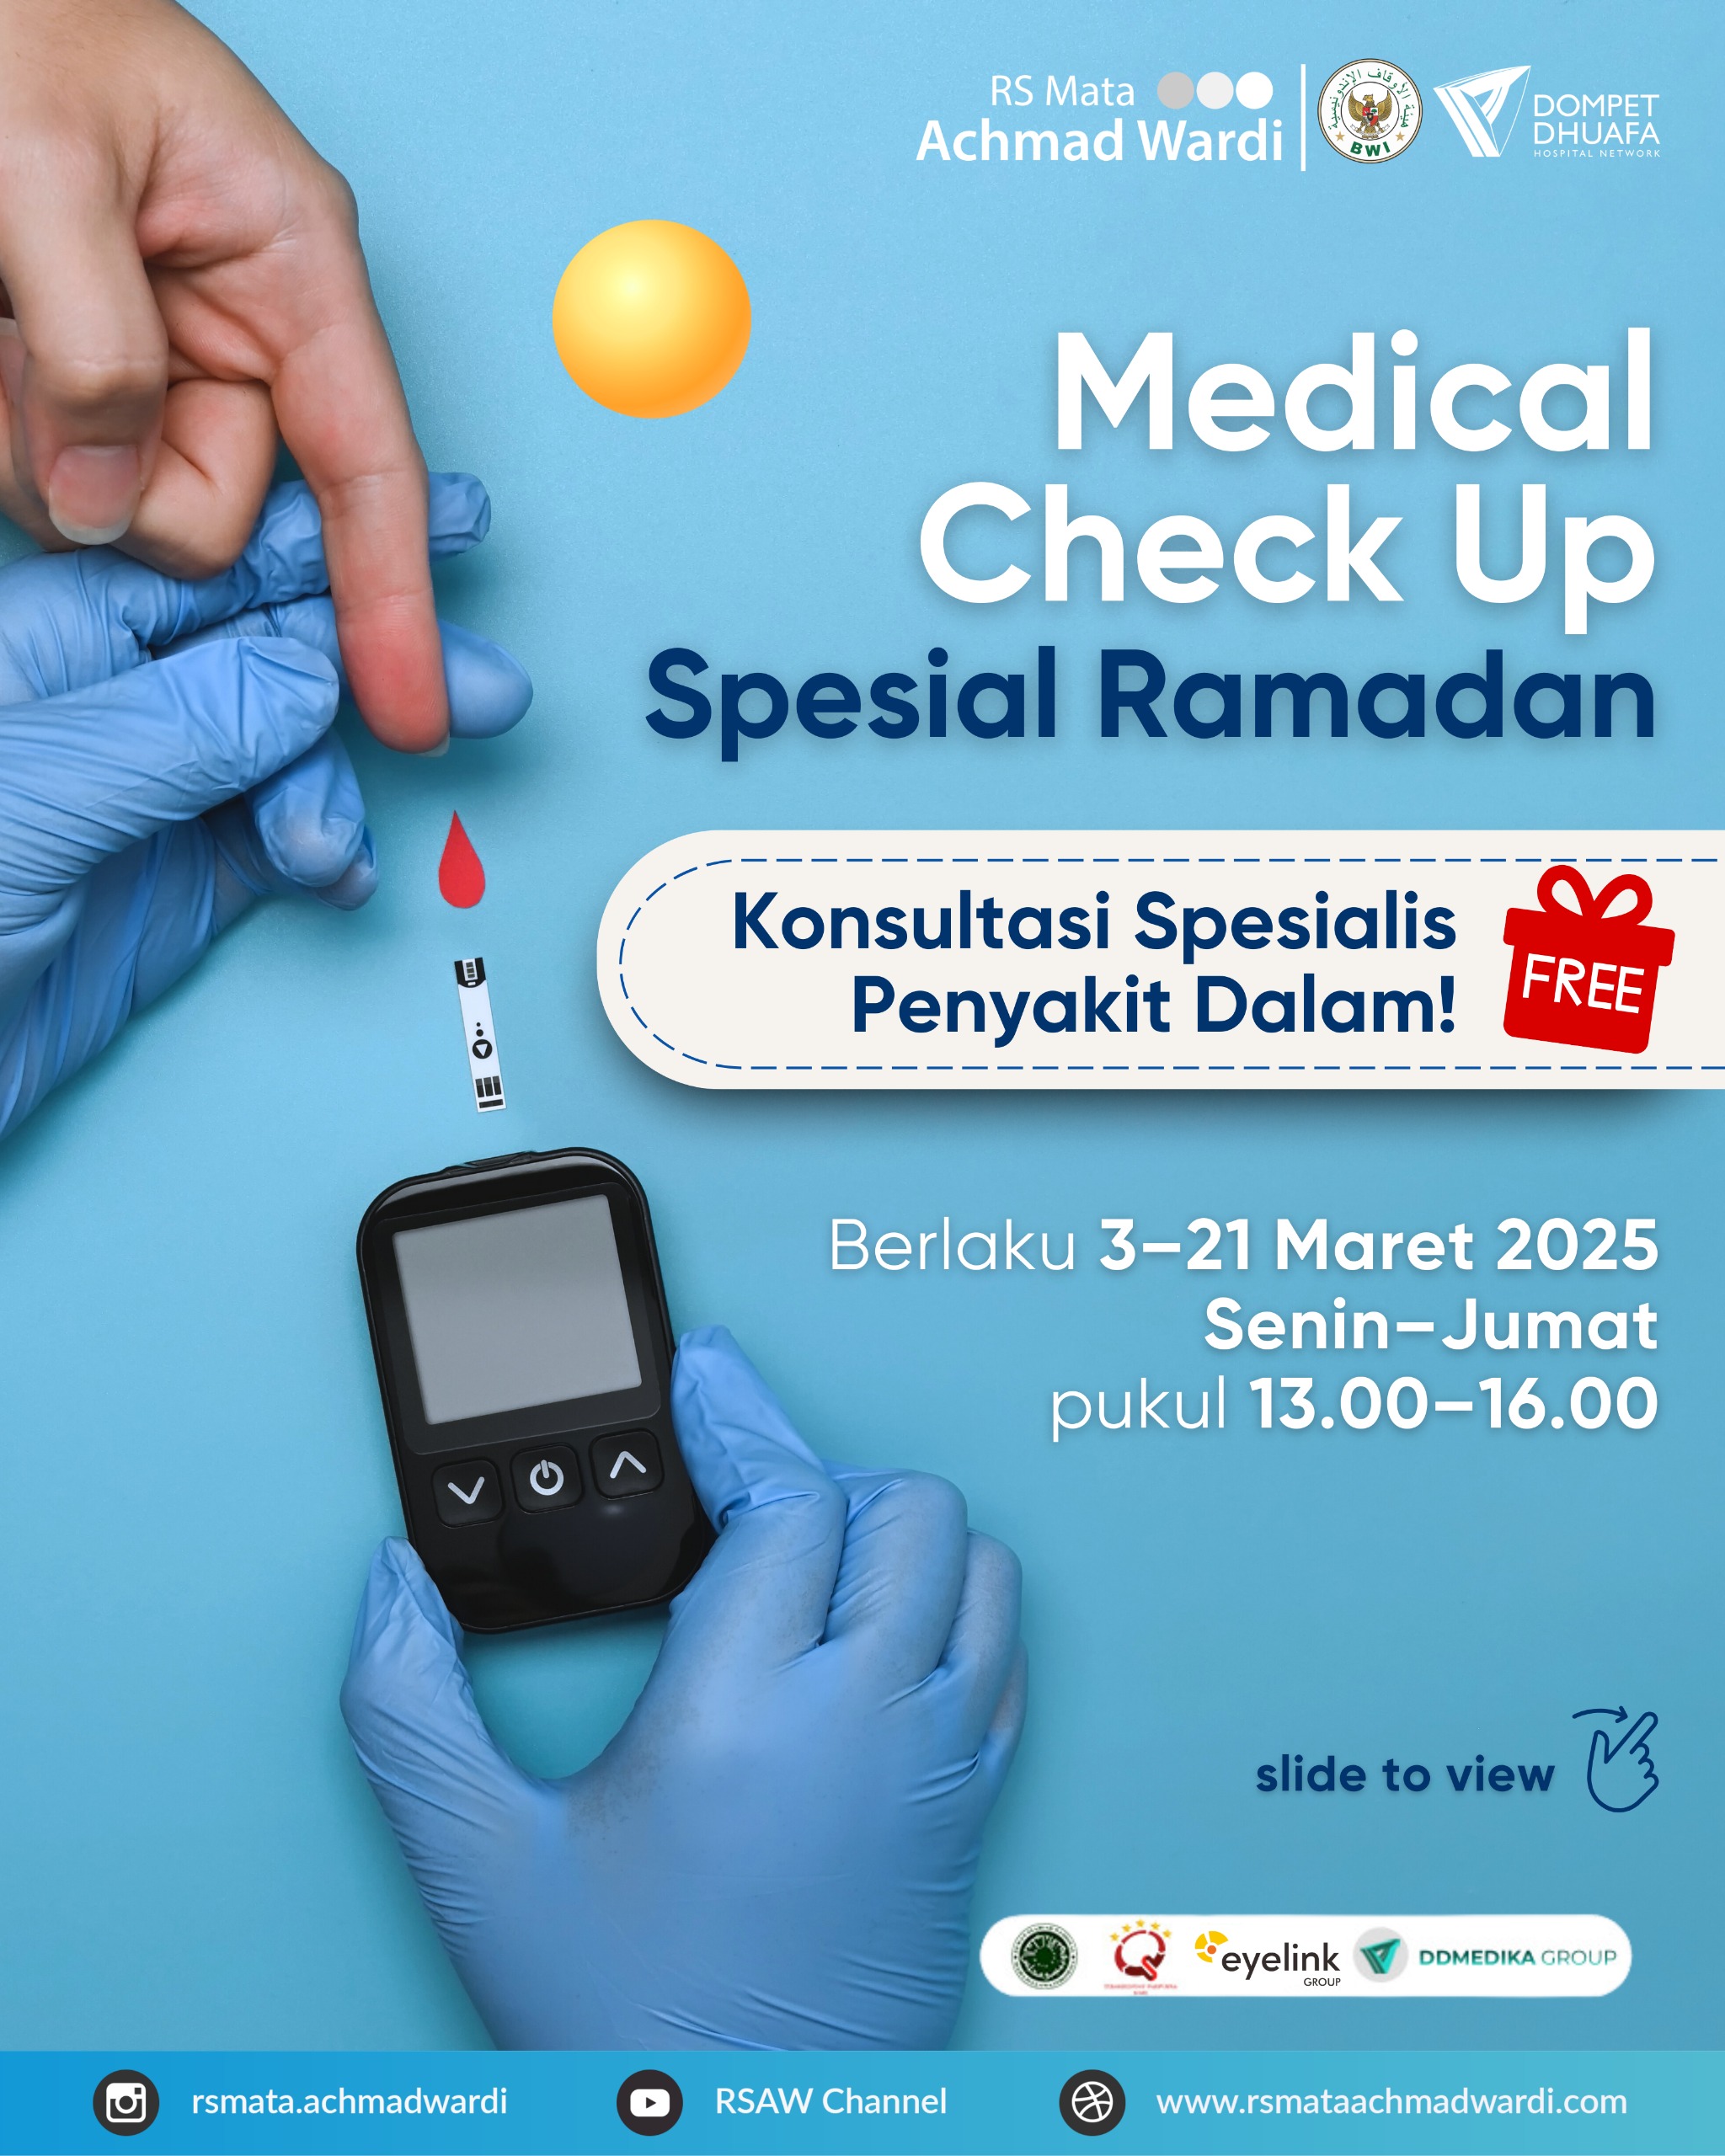 RS Mata
Achmad Wardi
BWI
DOMPET
DHUAFA
HOSPITAL NETWORK
Medical
Check Up
Spesial Ramadan
Konsultasi Spesialis
Penyakit Dalam!
FREE
Berlaku 3–21 Maret 2025
Senin–Jumat
pukul 13.00–16.00
slide to view
eyelink
GROUP
DDMEDIKA GROUP
rsmata.achmadwardi
RSAW Channel
www.rsmataachmadwardi.com